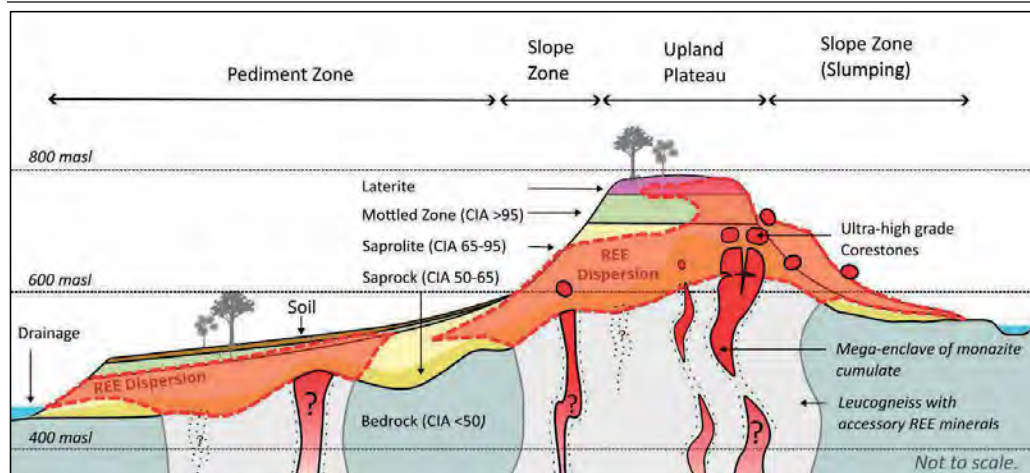 Pediment Zone
Slope
Zone
Upland
Plateau
Slope Zone
(Slumping)
800 masl
Laterite
Mottled Zone (CIA >95)
Saprolite (CIA 65-95)
Saprock (CIA 50-65)
REE
Dispersion
Ultra-high grade
Corestones
600 masl
Soil
Drainage
REE Dispersion
Mega-enclave of monazite
cumulate
?
?
?
?
?
?
Bedrock (CIA <50)
Leucogneiss with
accessory REE minerals
400 masl
Not to scale.